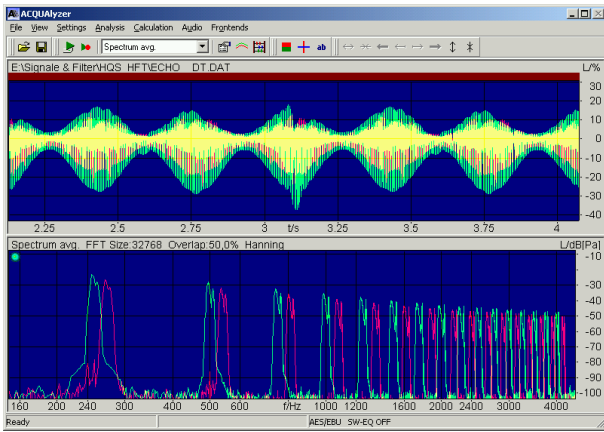 ACQUAlyzer
File View Settings Analysis Calculation Audio Frontends
Spectrum avg. ab
E:\Signale & Filter\HQS_HFT\ECHO__DT.DAT L/%
30
20
10
0
-10
-20
-30
-40
2.25 2.5 2.75 3 t/s 3.25 3.5 3.75 4
Spectrum avg. FFT Size:32768 Overlap:50,0% Hanning L/dB[Pa]
-10
-30
-40
-50
-60
-70
-80
-90
-100
160 200 240 300 400 500 600 f/Hz 1000 1200 1600 2000 2400 3000 4000
Ready AES/EBU SW-EQ OFF